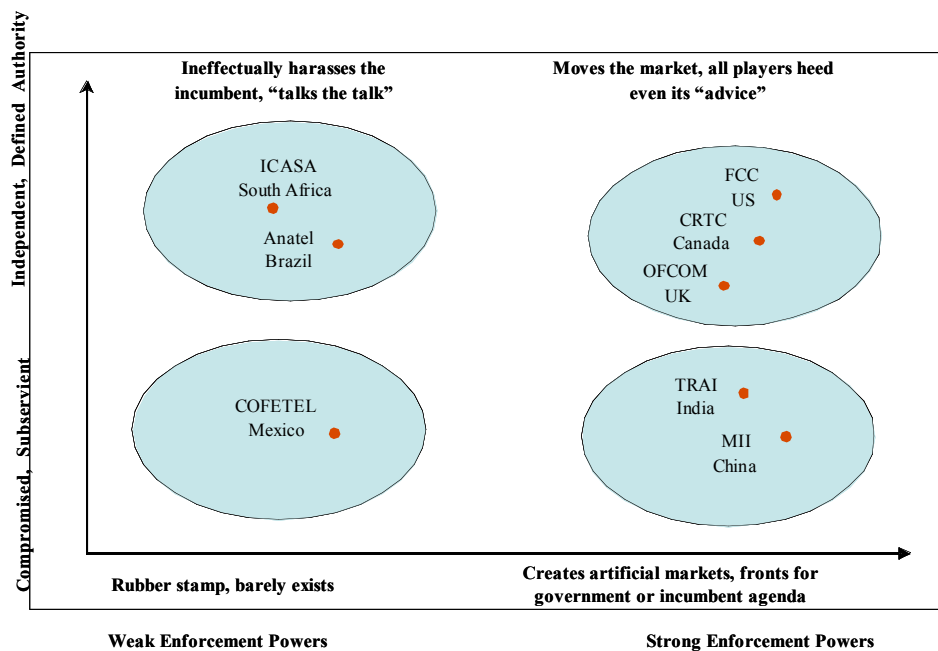 Ineffectually harasses the
incumbent, “talks the talk”
Moves the market, all players heed
even its “advice”
Independent, Defined Authority
Compromised, Subservient
ICASA
South Africa
Anatel
Brazil
FCC
US
CRTC
Canada
OFCOM
UK
COFETEL
Mexico
TRAI
India
MII
China
Rubber stamp, barely exists
Creates artificial markets, fronts for
government or incumbent agenda
Weak Enforcement Powers
Strong Enforcement Powers